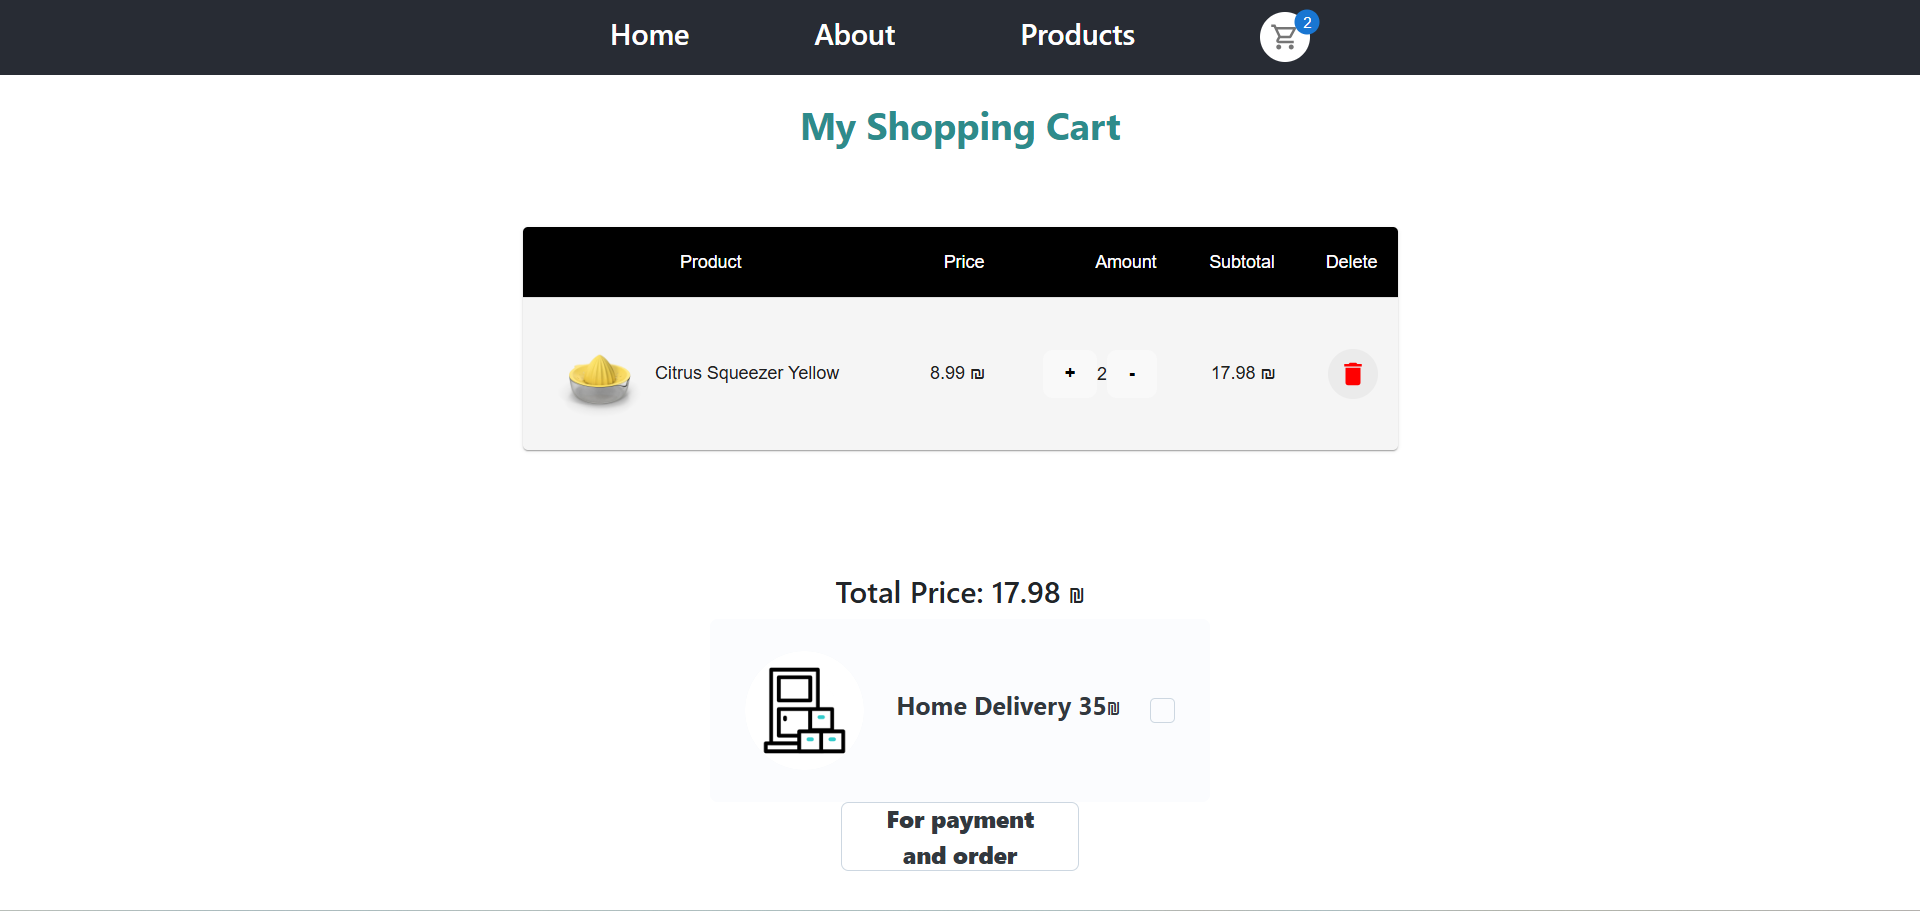 Home About Products 2
My Shopping Cart
Product Price Amount Subtotal Delete
Citrus Squeezer Yellow 8.99 ₪ + 2 - 17.98 ₪
Total Price: 17.98 ₪
Home Delivery 35₪
For payment
and order